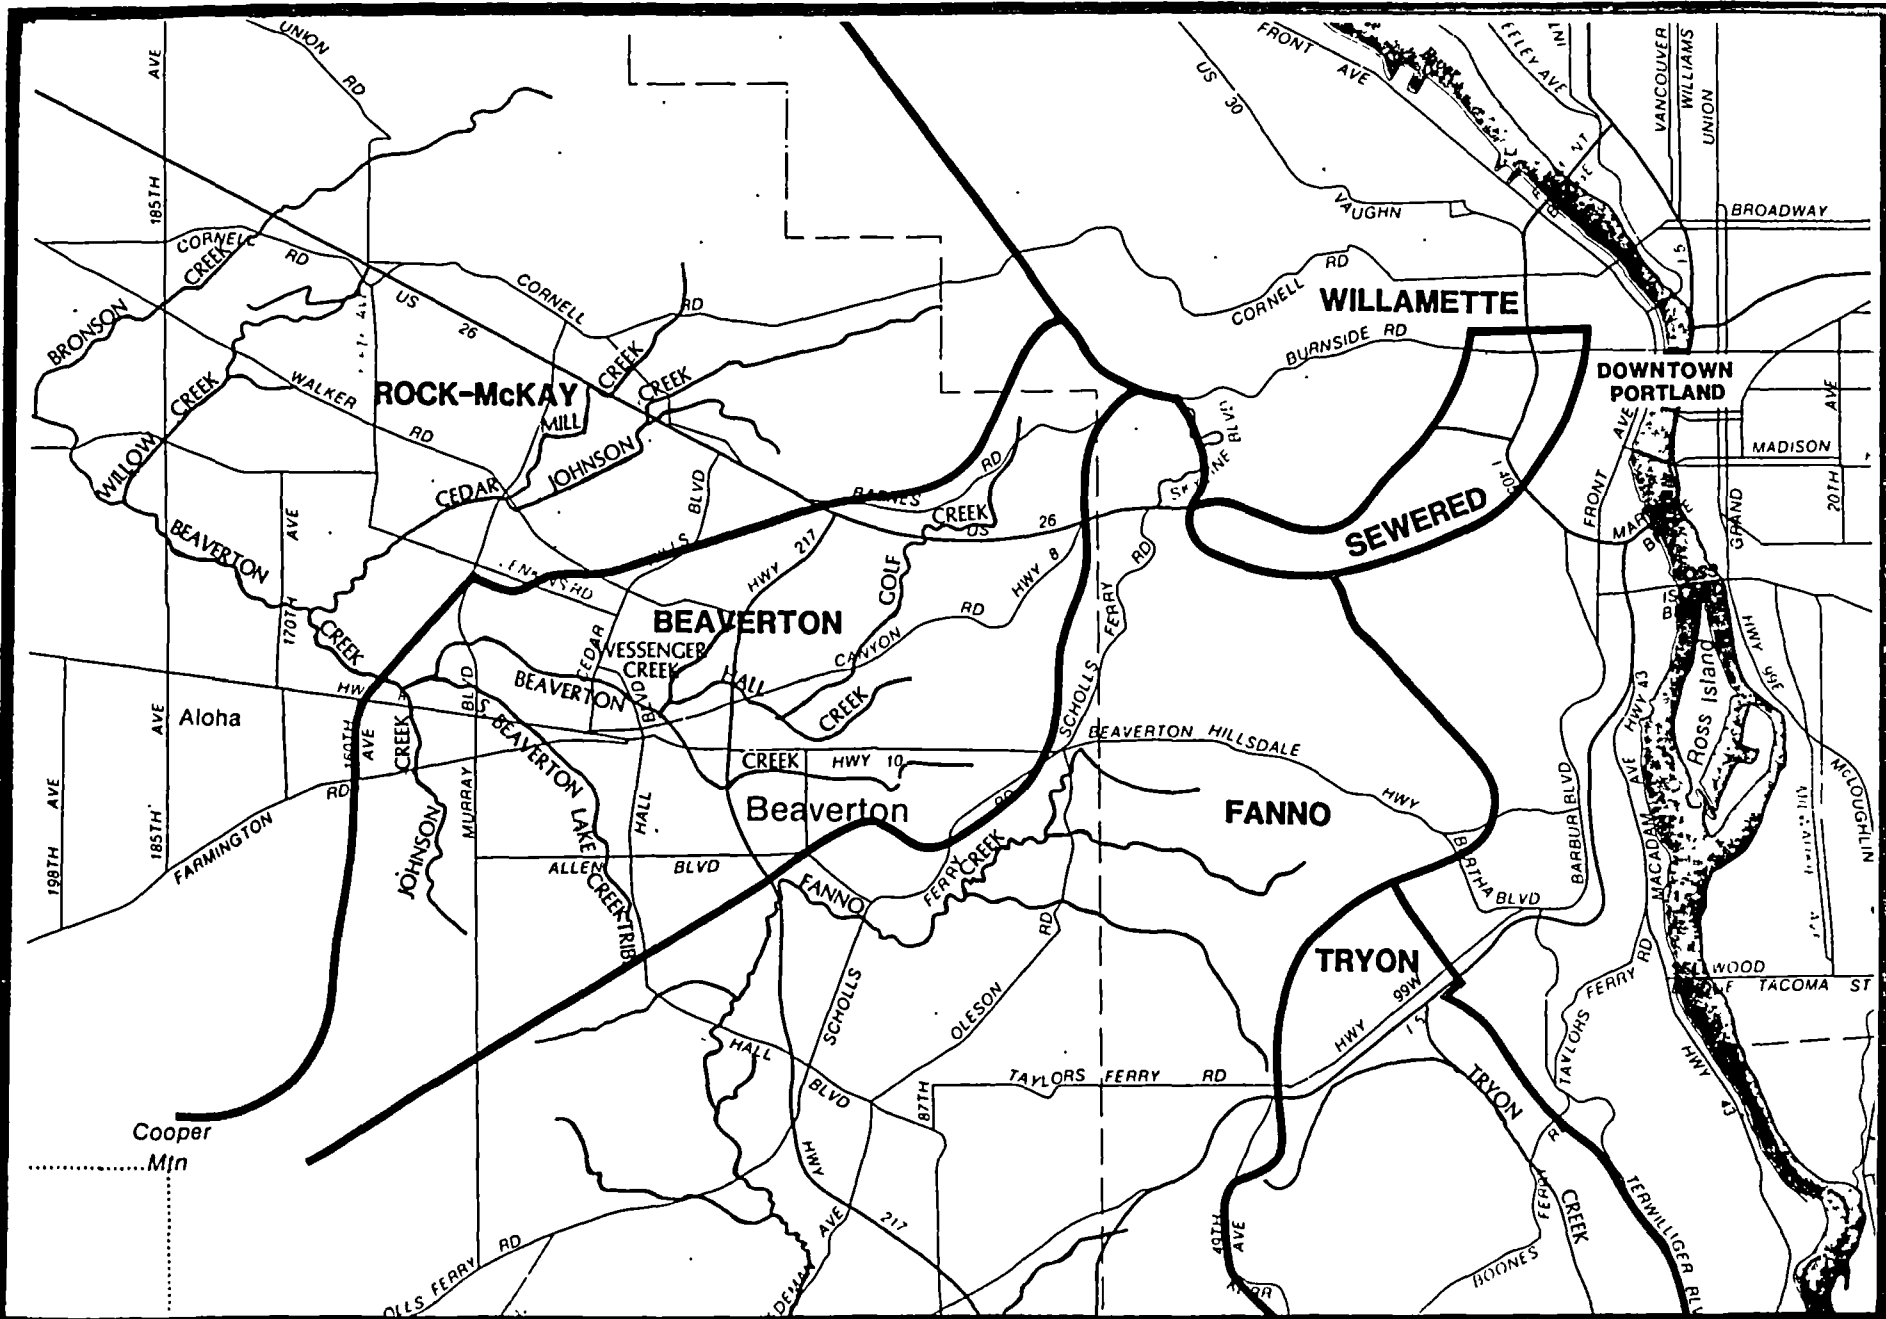 UNION
RD
AVE
185TH
FRONT
AVE
US
30
VAUGHN
VANCOUVER
WILLIAMS
UNION
BROADWAY
CORNELL
RD
CREEK
BRONSON
US
26
CORNELL
RD
CORNELL
RD
WILLAMETTE
BURNSIDE RD
DOWNTOWN
PORTLAND
CREEK
CREEK
ROCK-McKAY
MILL
JOHNSON
WALKER
RD
CREEK
WILLOW
CEDAR
BLVD
BARNES
RD
CREEK
US
26
AVE
MADISON
AVE
20TH
I 405
SEWERED
FRONT
GRAND
BEAVERTON
CREEK
AVE
170TH
HWY
217
GOLF
HWY
8
RD
FERRY
SCHOLLS
BEAVERTON
CEDAR
WESSENGER
CREEK
HALL
CANYON
RD
CREEK
BEAVERTON
BLVD
HWY 43
Ross Island
HWY
99E
McLOUGHLIN
Aloha
AVE
185TH
160TH
AVE
CREEK
JOHNSON
MURRAY
BLVD
S. BEAVERTON LAKE
CREEK TRIB
HALL
CREEK
HWY 10
Beaverton
BEAVERTON HILLSDALE
HWY
FANNO
BERTHA
BLVD
BARBUR BLVD
MACADAM
AVE
198TH
AVE
FARMINGTON
RD
ALLEN
BLVD
FANNO
FERRY
CREEK
RD
OLESON
RD
SCHOLLS
TRYON
HWY
99W
I 5
FERRY
RD
TAYLORS
TACOMA ST
HWY
43
HALL
BLVD
87TH
TAYLORS FERRY RD
TRYON
CREEK
Cooper
Mtn
HWY
217
AVE
FERRY
RD
49TH
AVE
BOONES
FERRY
TERWILLIGER